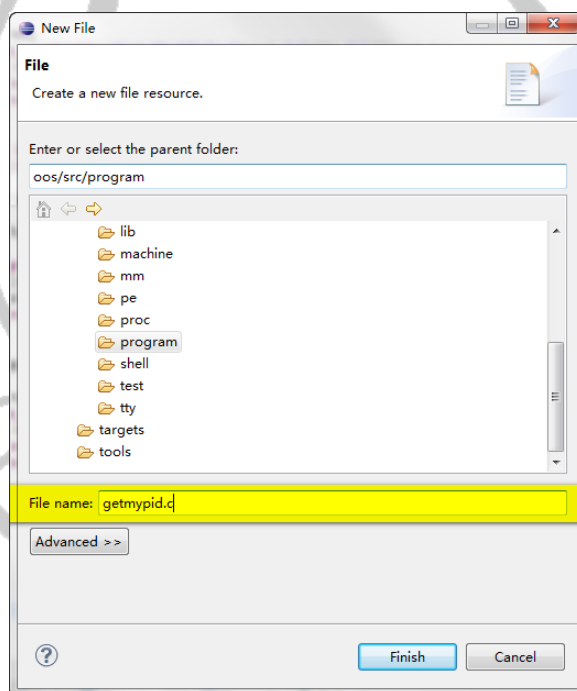 New File
File
Create a new file resource.
Enter or select the parent folder:
oos/src/program
lib
machine
mm
pe
proc
program
shell
test
tty
targets
tools
File name: getmypid.c
Advanced >>
Finish
Cancel